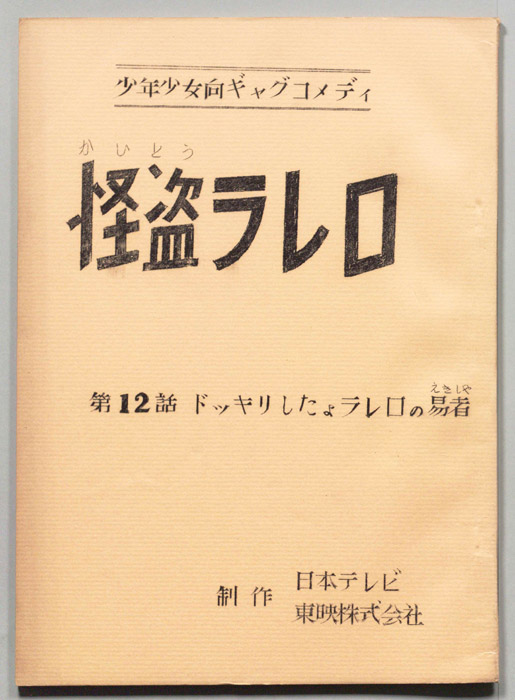 少年少女向ギャグコメディ
かいとう
怪盗ラレロ
えきしゃ
第12話 ドッキリしたょラレロの易者
制作 日本テレビ
東映株式会社